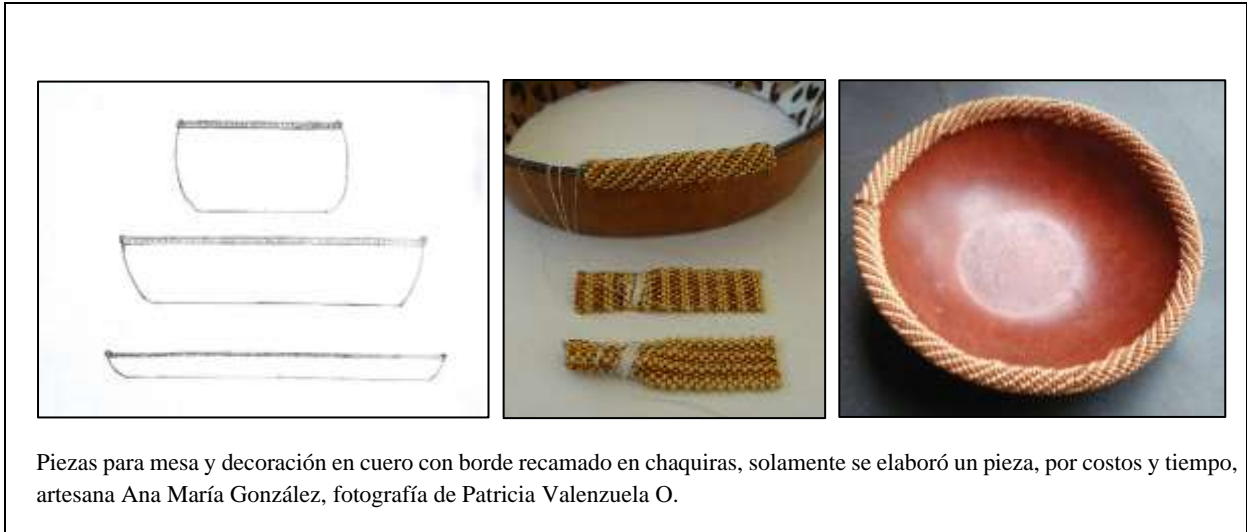 Piezas para mesa y decoración en cuero con borde recamado en chaquiras, solamente se elaboró un pieza, por costos y tiempo,
artesana Ana María González, fotografía de Patricia Valenzuela O.